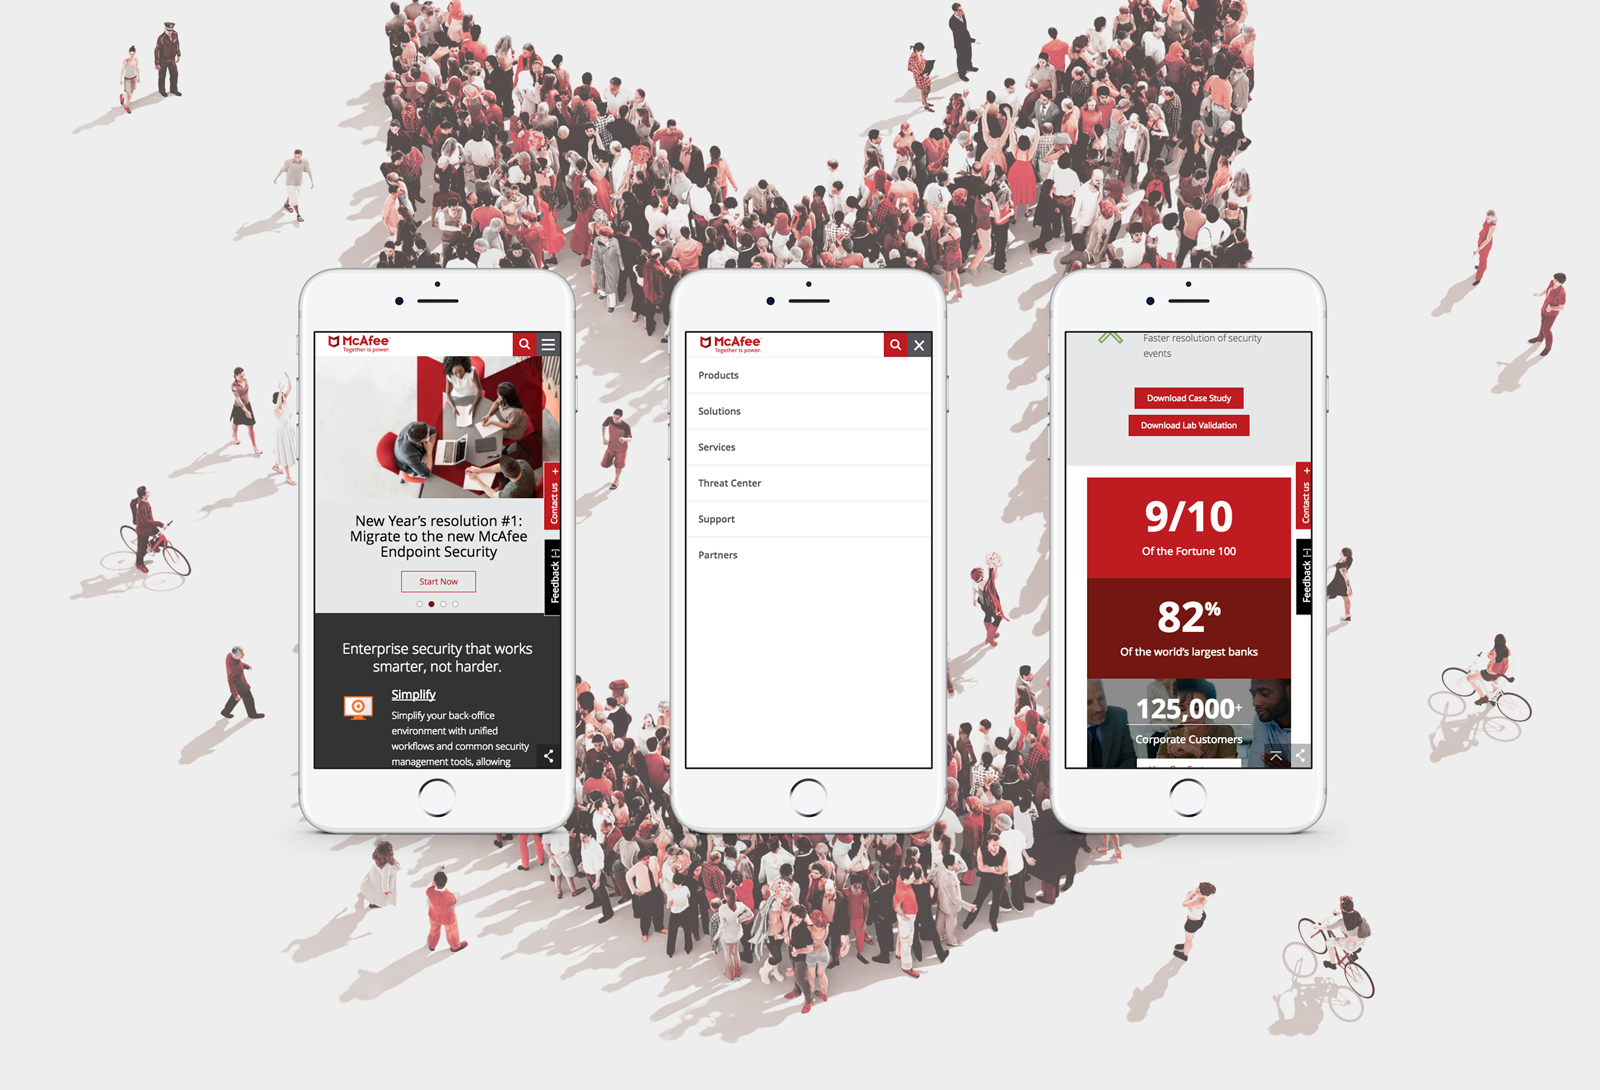 McAfee
Together is power.
New Year's resolution #1:
Migrate to the new McAfee
Endpoint Security
Start Now
Contact us +
Feedback [-]
Enterprise security that works
smarter, not harder.
Simplify
Simplify your back-office
environment with unified
workflows and common security
management tools, allowing
McAfee
Together is power.
Products
Solutions
Services
Threat Center
Support
Partners
Faster resolution of security
events
Download Case Study
Download Lab Validation
Contact us +
Feedback [-]
9/10
Of the Fortune 100
82%
Of the world's largest banks
125,000+
Corporate Customers